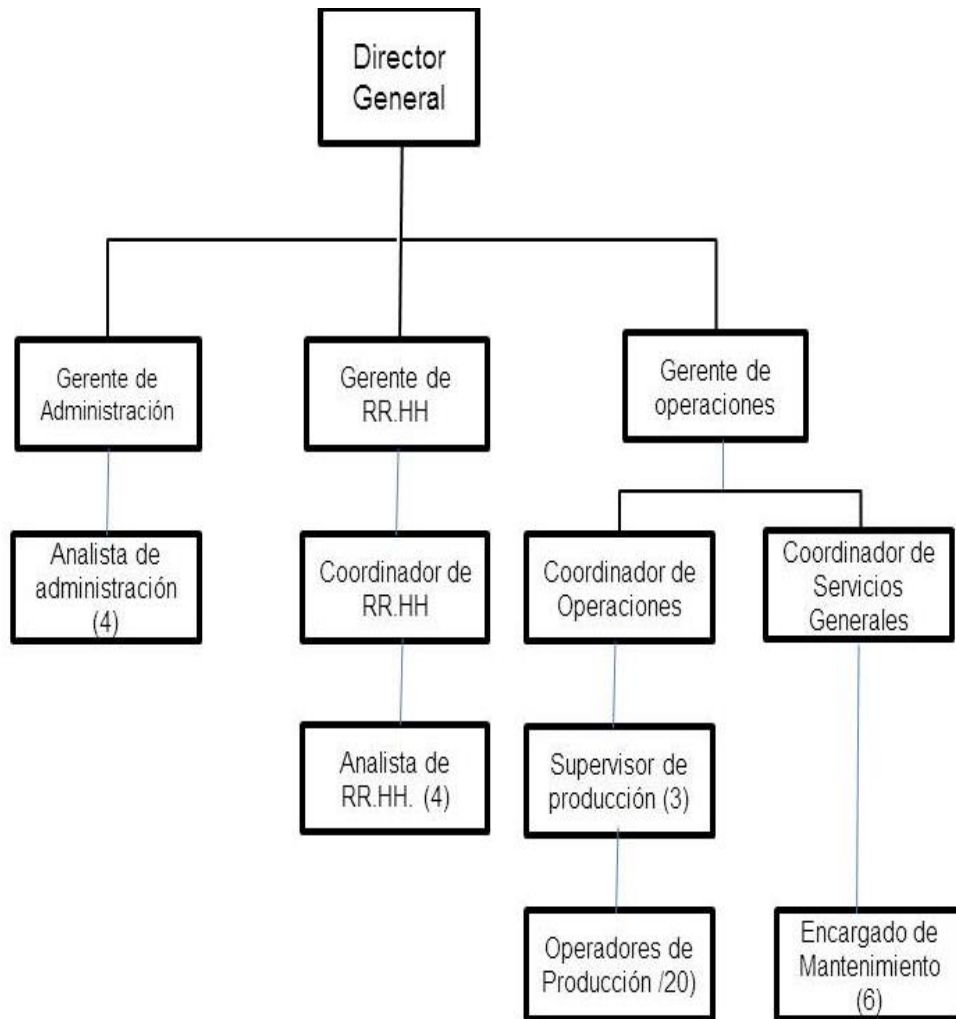 Director
General
Gerente de
Administración
Gerente de
RR.HH
Gerente de
operaciones
Analista de
administración
(4)
Coordinador de
RR.HH
Coordinador de
Operaciones
Coordinador de
Servicios
Generales
Analista de
RR.HH. (4)
Supervisor de
producción (3)
Operadores de
Producción /20)
Encargado de
Mantenimiento
(6)